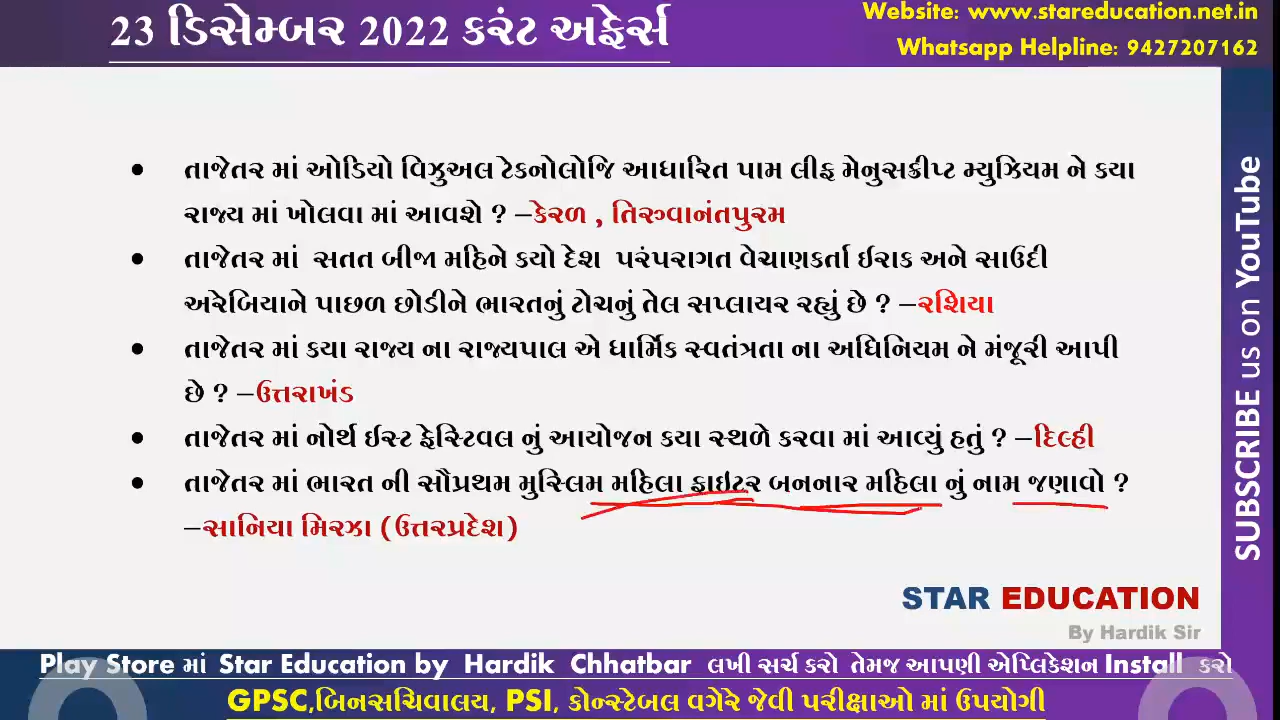 23 ડિસેમ્બર 2022 કરંટ અફેર્સ
Website: www.stareducation.net.in
Whatsapp Helpline: 9427207162
• તાજેતર માં ઓડિયો વિઝુઅલ ટેકનોલોજિ આધારિત પામ લીફ મેનુસક્રીપ્ટ મ્યુઝિયમ ને કયા
રાજ્ય માં ખોલવા માં આવશે ? –કેરળ , તિરુવાનંતપુરમ
• તાજેતર માં સતત બીજા મહિને કયો દેશ પરંપરાગત વેચાણકર્તા ઈરાક અને સાઉદી
અરેબિયાને પાછળ છોડીને ભારતનું ટોચનું તેલ સપ્લાયર રહ્યું છે ? –રશિયા
• તાજેતર માં કયા રાજ્ય ના રાજ્યપાલ એ ધાર્મિક સ્વતંત્રતા ના અધિનિયમ ને મંજૂરી આપી
છે ? –ઉત્તરાખંડ
• તાજેતર માં નોર્થ ઈસ્ટ ફેસ્ટિવલ નું આયોજન કયા સ્થળે કરવા માં આવ્યું હતું ? –દિલ્હી
• તાજેતર માં ભારત ની સૌપ્રથમ મુસ્લિમ મહિલા ફાઇટર બનનાર મહિલા નું નામ જણાવો ?
–સાનિયા મિરઝા (ઉત્તરપ્રદેશ)
SUBSCRIBE us on YouTube
STAR EDUCATION
By Hardik Sir
Play Store માં Star Education by Hardik Chhatbar લખી સર્ચ કરો તેમજ આપણી એપ્લિકેશન Install કરો
GPSC,બિનસચિવાલય, PSI, કોન્સ્ટેબલ વગેરે જેવી પરીક્ષાઓ માં ઉપયોગી